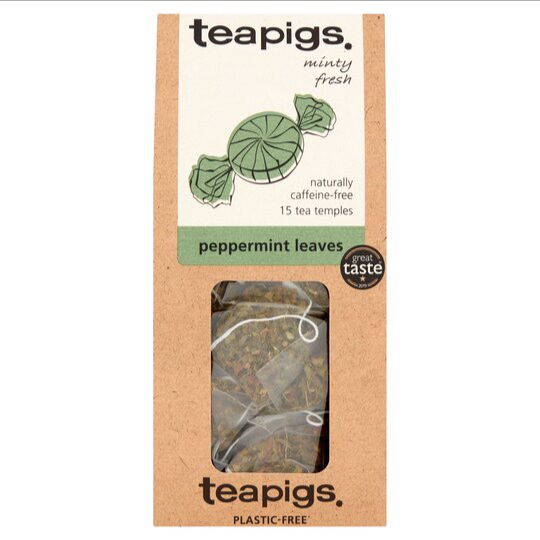 teapigs.
minty
fresh
naturally
caffeine-free
15 tea temples
peppermint leaves
great
taste
teapigs.
PLASTIC-FREE